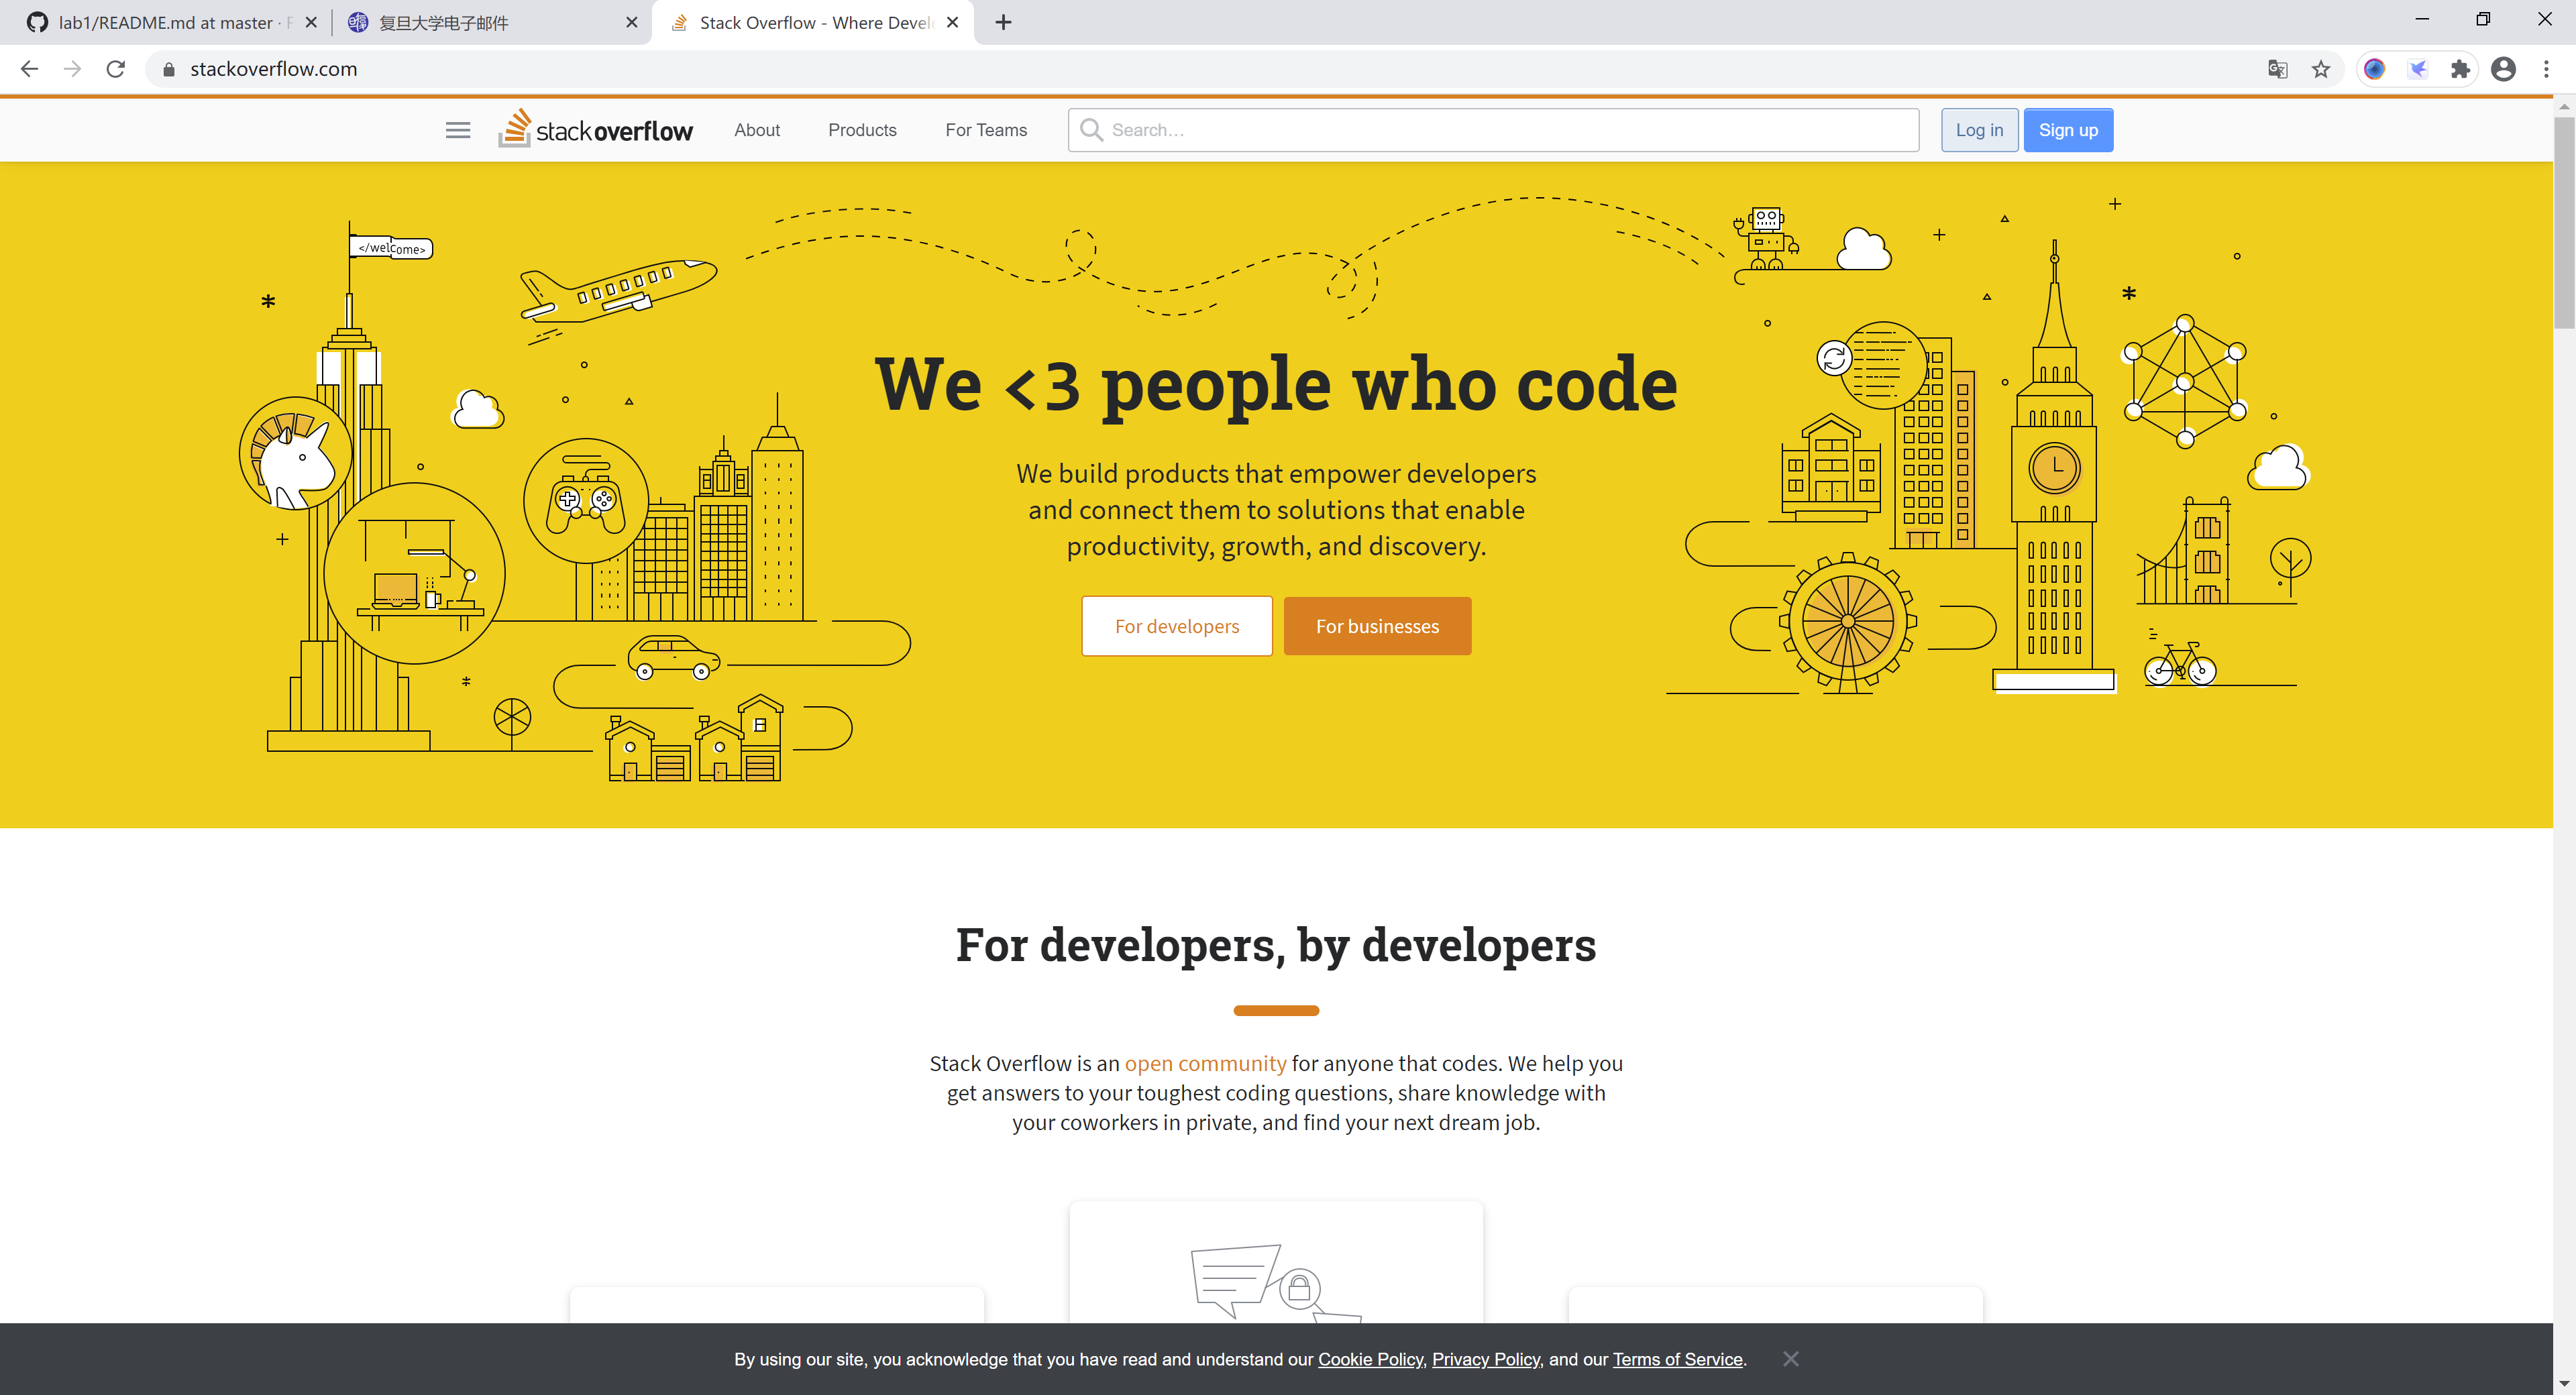 lab1/README.md at master ·
复旦大学电子邮件
Stack Overflow - Where Devel
stackoverflow.com
stackoverflow
About
Products
For Teams
Search…
Log in
Sign up
</welcome>
We <3 people who code
We build products that empower developers
and connect them to solutions that enable
productivity, growth, and discovery.
For developers
For businesses
For developers, by developers
Stack Overflow is an open community for anyone that codes. We help you
get answers to your toughest coding questions, share knowledge with
your coworkers in private, and find your next dream job.
By using our site, you acknowledge that you have read and understand our Cookie Policy, Privacy Policy, and our Terms of Service.